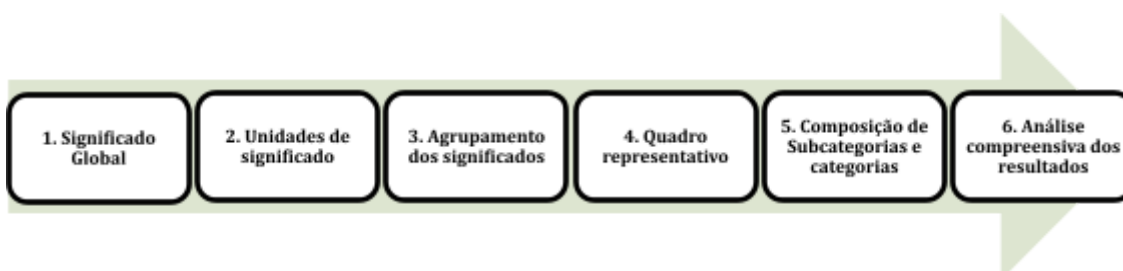 1. Significado
Global
2. Unidades de
significado
3. Agrupamento
dos significados
4. Quadro
representativo
5. Composição de
Subcategorias e
categorias
6. Análise
compreensiva dos
resultados